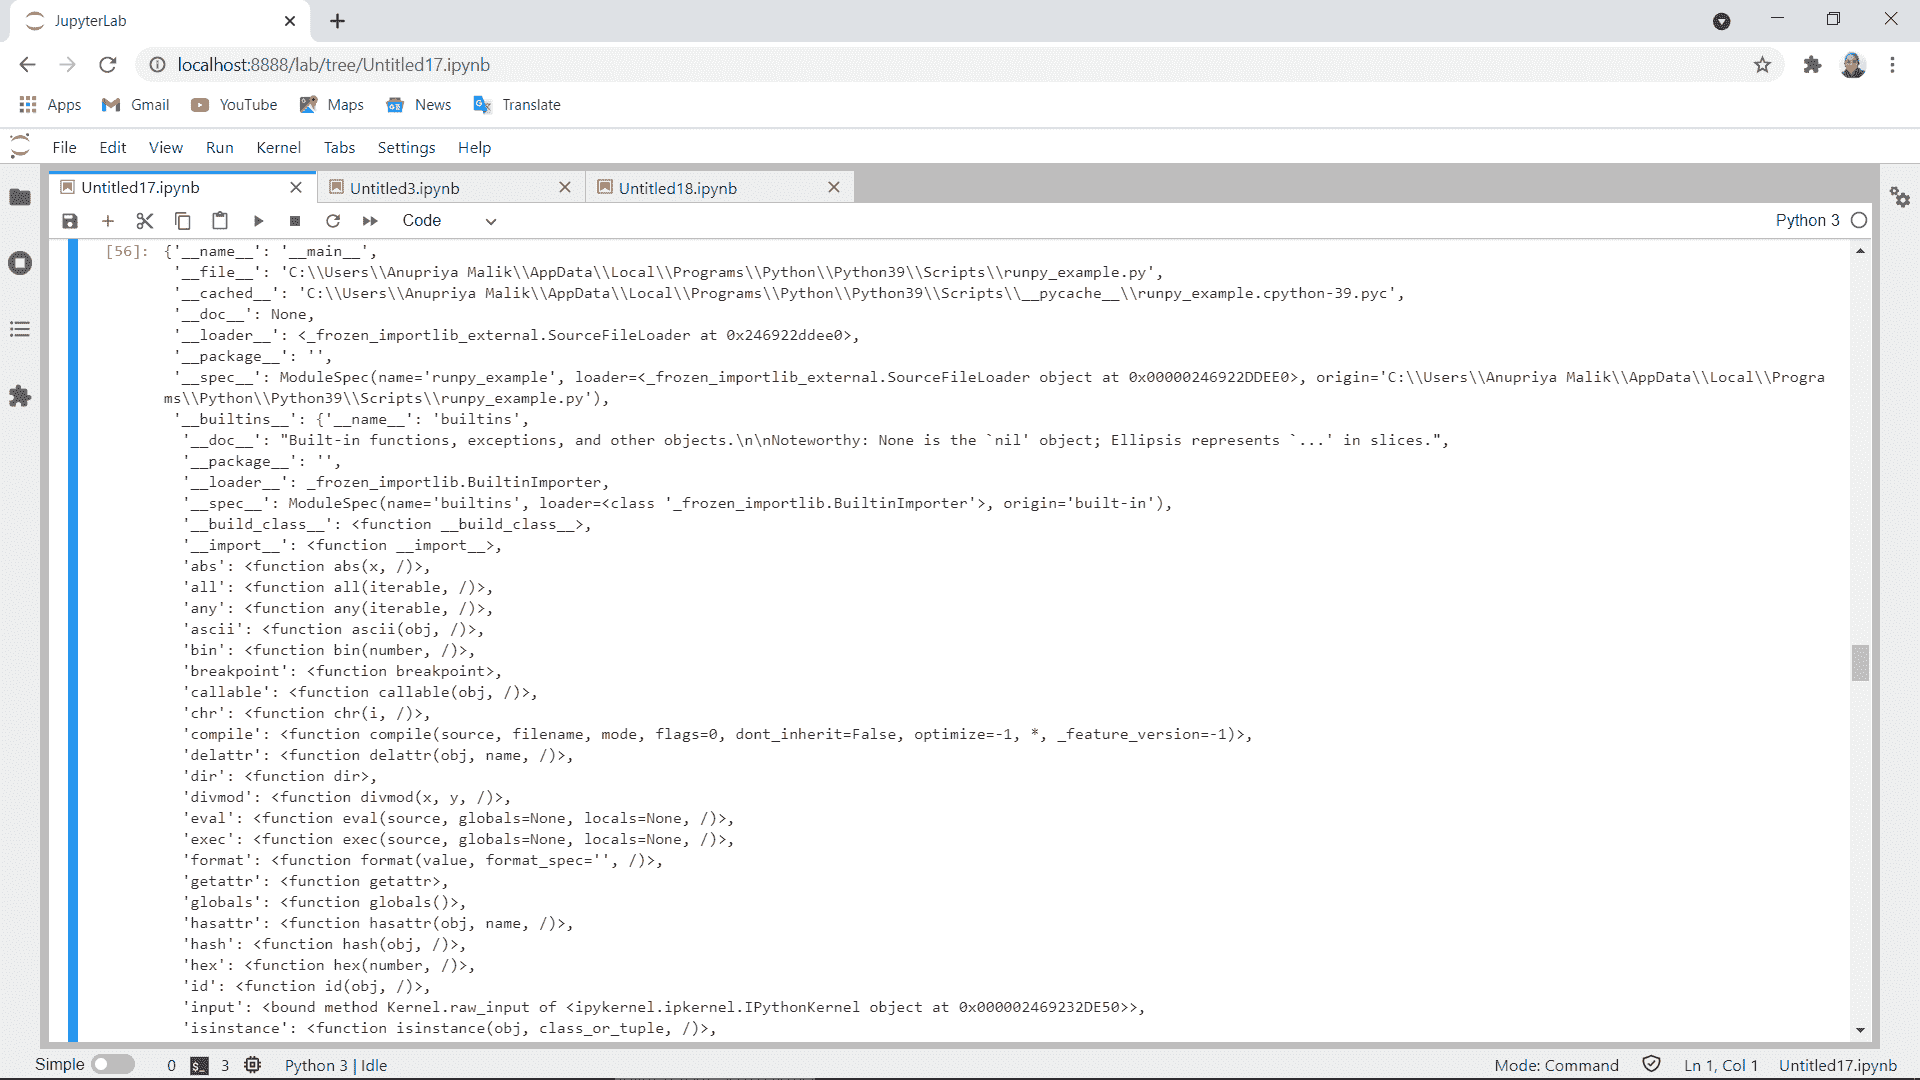 JupyterLab
localhost:8888/lab/tree/Untitled17.ipynb
Apps Gmail YouTube Maps News Translate
File Edit View Run Kernel Tabs Settings Help
Untitled17.ipynb Untitled3.ipynb Untitled18.ipynb
Code Python 3
[56]: {'__name__': '__main__',
'__file__': 'C:\\Users\\Anupriya Malik\\AppData\\Local\\Programs\\Python\\Python39\\Scripts\\runpy_example.py',
'__cached__': 'C:\\Users\\Anupriya Malik\\AppData\\Local\\Programs\\Python\\Python39\\Scripts\\__pycache__\\runpy_example.cpython-39.pyc',
'__doc__': None,
'__loader__': <_frozen_importlib_external.SourceFileLoader at 0x246922ddee0>,
'__package__': '',
'__spec__': ModuleSpec(name='runpy_example', loader=<_frozen_importlib_external.SourceFileLoader object at 0x00000246922DDEE0>, origin='C:\\Users\\Anupriya Malik\\AppData\\Local\\Progra
ms\\Python\\Python39\\Scripts\\runpy_example.py'),
'__builtins__': {'__name__': 'builtins',
'__doc__': "Built-in functions, exceptions, and other objects.\n\nNoteworthy: None is the `nil' object; Ellipsis represents `...' in slices.",
'__package__': '',
'__loader__': _frozen_importlib.BuiltinImporter,
'__spec__': ModuleSpec(name='builtins', loader=<class '_frozen_importlib.BuiltinImporter'>, origin='built-in'),
'__build_class__': <function __build_class__>,
'__import__': <function __import__>,
'abs': <function abs(x, /)>,
'all': <function all(iterable, /)>,
'any': <function any(iterable, /)>,
'ascii': <function ascii(obj, /)>,
'bin': <function bin(number, /)>,
'breakpoint': <function breakpoint>,
'callable': <function callable(obj, /)>,
'chr': <function chr(i, /)>,
'compile': <function compile(source, filename, mode, flags=0, dont_inherit=False, optimize=-1, *, _feature_version=-1)>,
'delattr': <function delattr(obj, name, /)>,
'dir': <function dir>,
'divmod': <function divmod(x, y, /)>,
'eval': <function eval(source, globals=None, locals=None, /)>,
'exec': <function exec(source, globals=None, locals=None, /)>,
'format': <function format(value, format_spec='', /)>,
'getattr': <function getattr>,
'globals': <function globals()>,
'hasattr': <function hasattr(obj, name, /)>,
'hash': <function hash(obj, /)>,
'hex': <function hex(number, /)>,
'id': <function id(obj, /)>,
'input': <bound method Kernel.raw_input of <ipykernel.ipkernel.IPythonKernel object at 0x000002469232DE50>>,
'isinstance': <function isinstance(obj, class_or_tuple, /)>,
Simple 0 $_ 3 Python 3 | Idle Mode: Command Ln 1, Col 1 Untitled17.ipynb